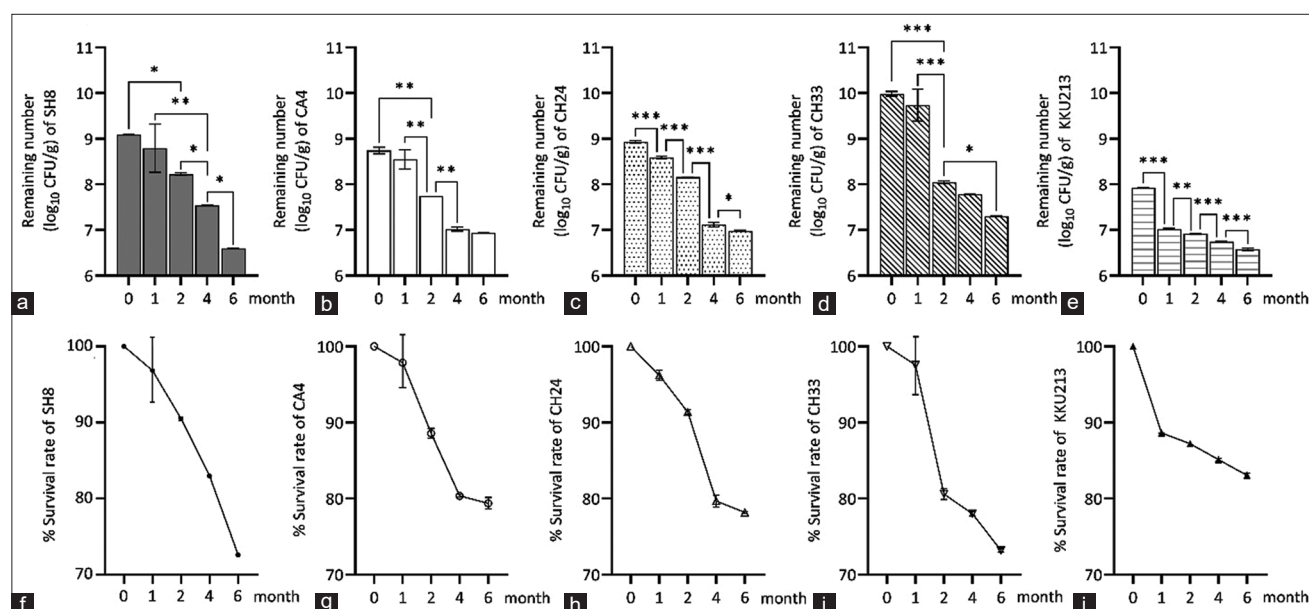 Remaining number
(log10 CFU/g) of SH8
11
10
9
8
7
6
*
**
*
*
0 1 2 4 6 month
a
Remaining number
(log10 CFU/g) of CA4
11
10
9
8
7
6
**
**
**
0 1 2 4 6 month
b
Remaining number
(log10 CFU/g) of CH24
11
10
9
8
7
6
***
***
***
*
0 1 2 4 6 month
c
Remaining number
(log10 CFU/g) of CH33
11
10
9
8
7
6
***
***
*
0 1 2 4 6 month
d
Remaining number
(log10 CFU/g) of KKU213
11
10
9
8
7
6
***
**
***
***
0 1 2 4 6 month
e
% Survival rate of SH8
100
90
80
70
0 1 2 4 6 month
f
% Survival rate of CA4
100
90
80
70
0 1 2 4 6 month
g
% Survival rate of CH24
100
90
80
70
0 1 2 4 6 month
h
% Survival rate of CH33
100
90
80
70
0 1 2 4 6 month
i
% Survival rate of KKU213
100
90
80
70
0 1 2 4 6 month
j